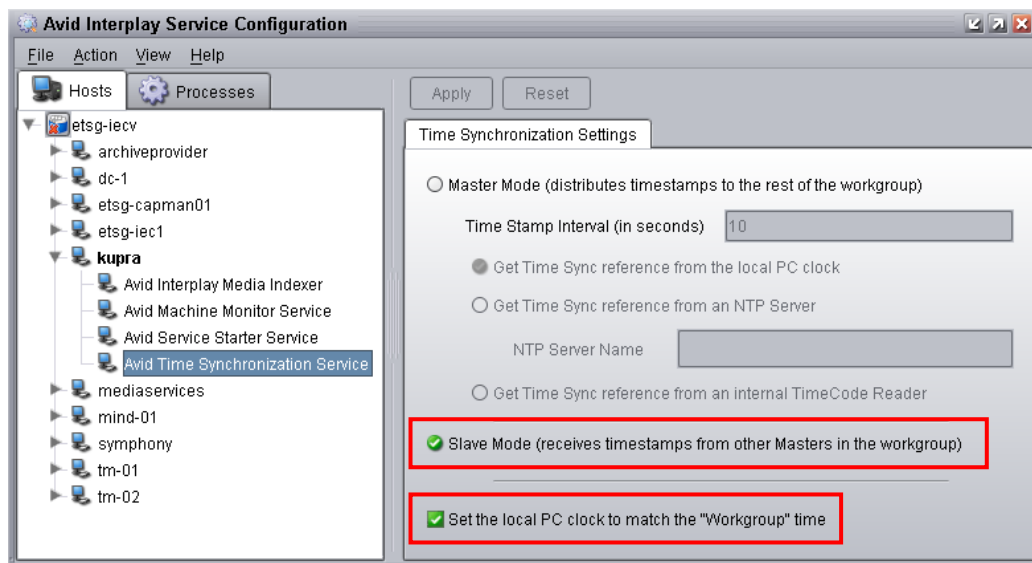 Avid Interplay Service Configuration
File Action View Help
Hosts Processes
etsg-iecv
archiveprovider
dc-1
etsg-capman01
etsg-iec1
kupra
Avid Interplay Media Indexer
Avid Machine Monitor Service
Avid Service Starter Service
Avid Time Synchronization Service
mediaservices
mind-01
symphony
tm-01
tm-02
Apply Reset
Time Synchronization Settings
Master Mode (distributes timestamps to the rest of the workgroup)
Time Stamp Interval (in seconds) 10
Get Time Sync reference from the local PC clock
Get Time Sync reference from an NTP Server
NTP Server Name
Get Time Sync reference from an internal TimeCode Reader
Slave Mode (receives timestamps from other Masters in the workgroup)
Set the local PC clock to match the "Workgroup" time